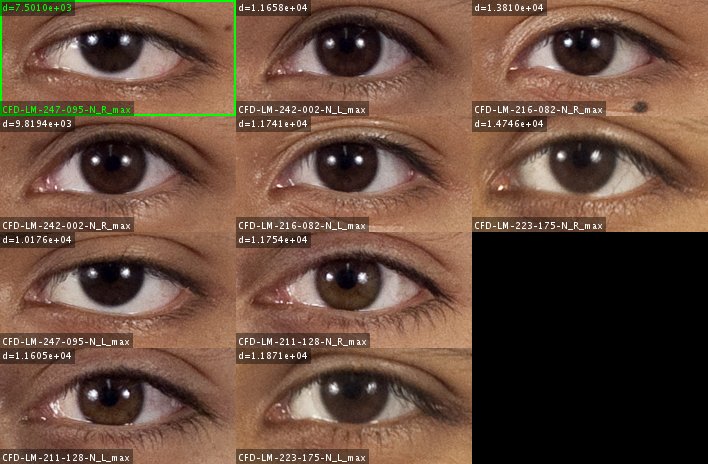 d=7.5010e+03
CFD-LM-247-095-N_R_max
d=9.8194e+03
CFD-LM-242-002-N_R_max
d=1.0176e+04
CFD-LM-247-095-N_L_max
d=1.1605e+04
CFD-LM-211-128-N_L_max
d=1.1658e+04
CFD-LM-242-002-N_L_max
d=1.1741e+04
CFD-LM-216-082-N_L_max
d=1.1754e+04
CFD-LM-211-128-N_R_max
d=1.1871e+04
CFD-LM-223-175-N_L_max
d=1.3810e+04
CFD-LM-216-082-N_R_max
d=1.4746e+04
CFD-LM-223-175-N_R_max